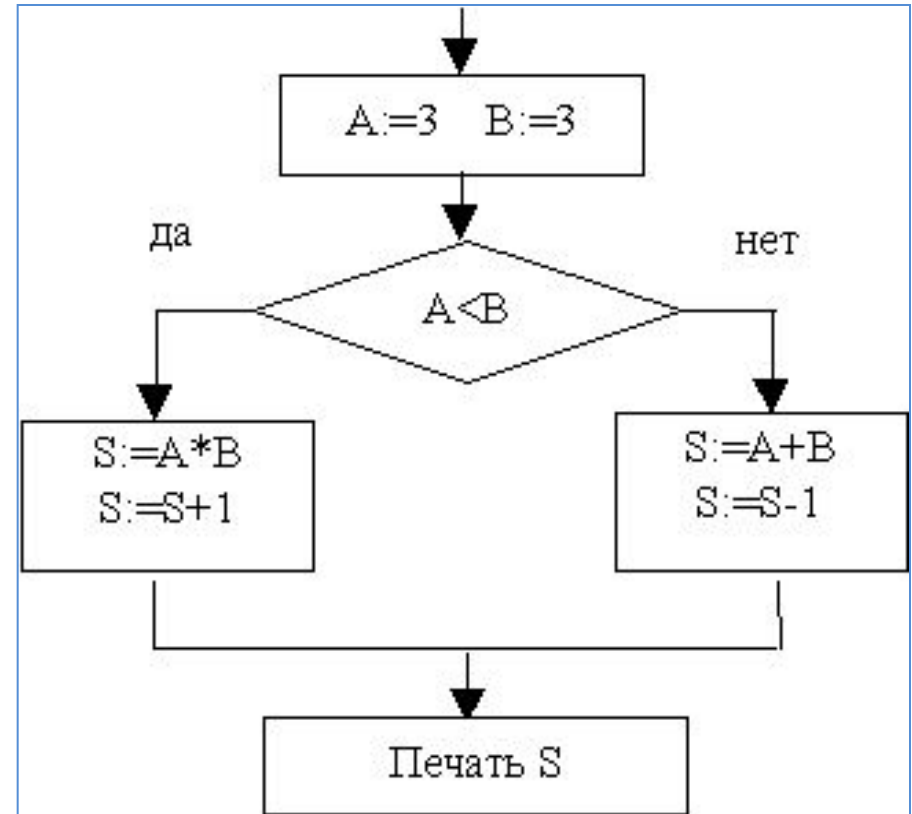 A:=3 B:=3
да
нет
A<B
S:=A*B
S:=S+1
S:=A+B
S:=S-1
Печать S